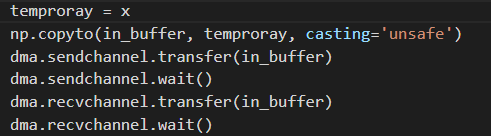 temproray = x
np.copyto(in_buffer, temproray, casting='unsafe')
dma.sendchannel.transfer(in_buffer)
dma.sendchannel.wait()
dma.recvchannel.transfer(in_buffer)
dma.recvchannel.wait()